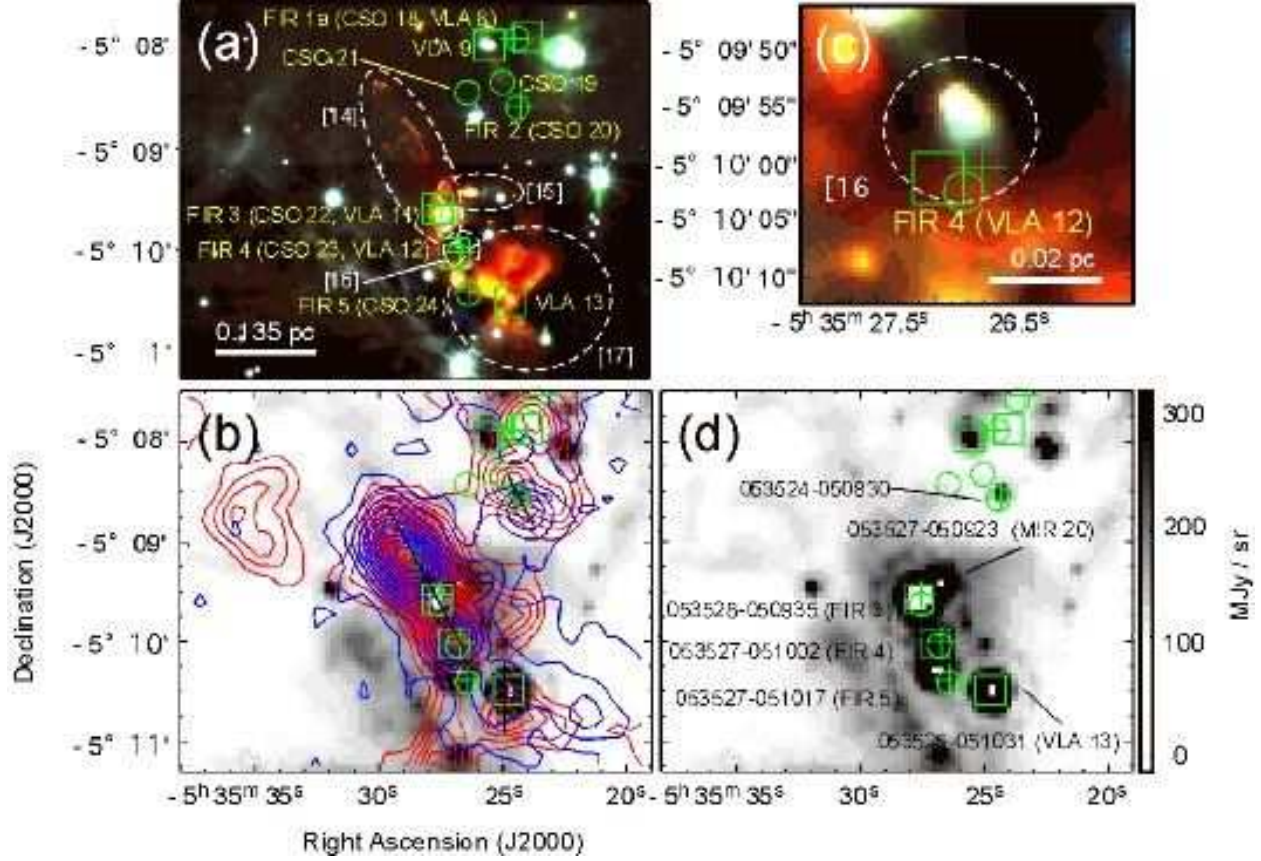 (a)
FIR 1a (CSO 18, VLA 8)
VLA 9
CSO 21
CSO 19
FIR 2 (CSO 20)
[14]
[15]
FIR 3 (CSO 22, VLA 14)
FIR 4 (CSO 23, VLA 12)
[16]
FIR 5 (CSO 24)
VLA 13
[17]
0.135 pc
- 5° 08'
- 5° 09'
- 5° 10'
- 5° 1'
(c)
- 5° 09' 50"
- 5° 09' 55"
- 5° 10' 00"
- 5° 10' 05"
- 5° 10' 10"
[16
FIR 4 (VLA 12)
0.02 pc
- 5h 35m 27.5s
26.5s
(b)
- 5° 08'
- 5° 09'
- 5° 10'
- 5° 11'
Declination (J2000)
- 5h 35m 35s
30s
25s
20s
Right Ascension (J2000)
(d)
053524-050830
053527-050923 (MIR 20)
053528-050935 (FIR 3)
053527-051002 (FIR 4)
053527-051017 (FIR 5)
053525-051031 (VLA 13)
- 5h 35m 35s
30s
25s
20s
300
200
100
0
MJy / sr